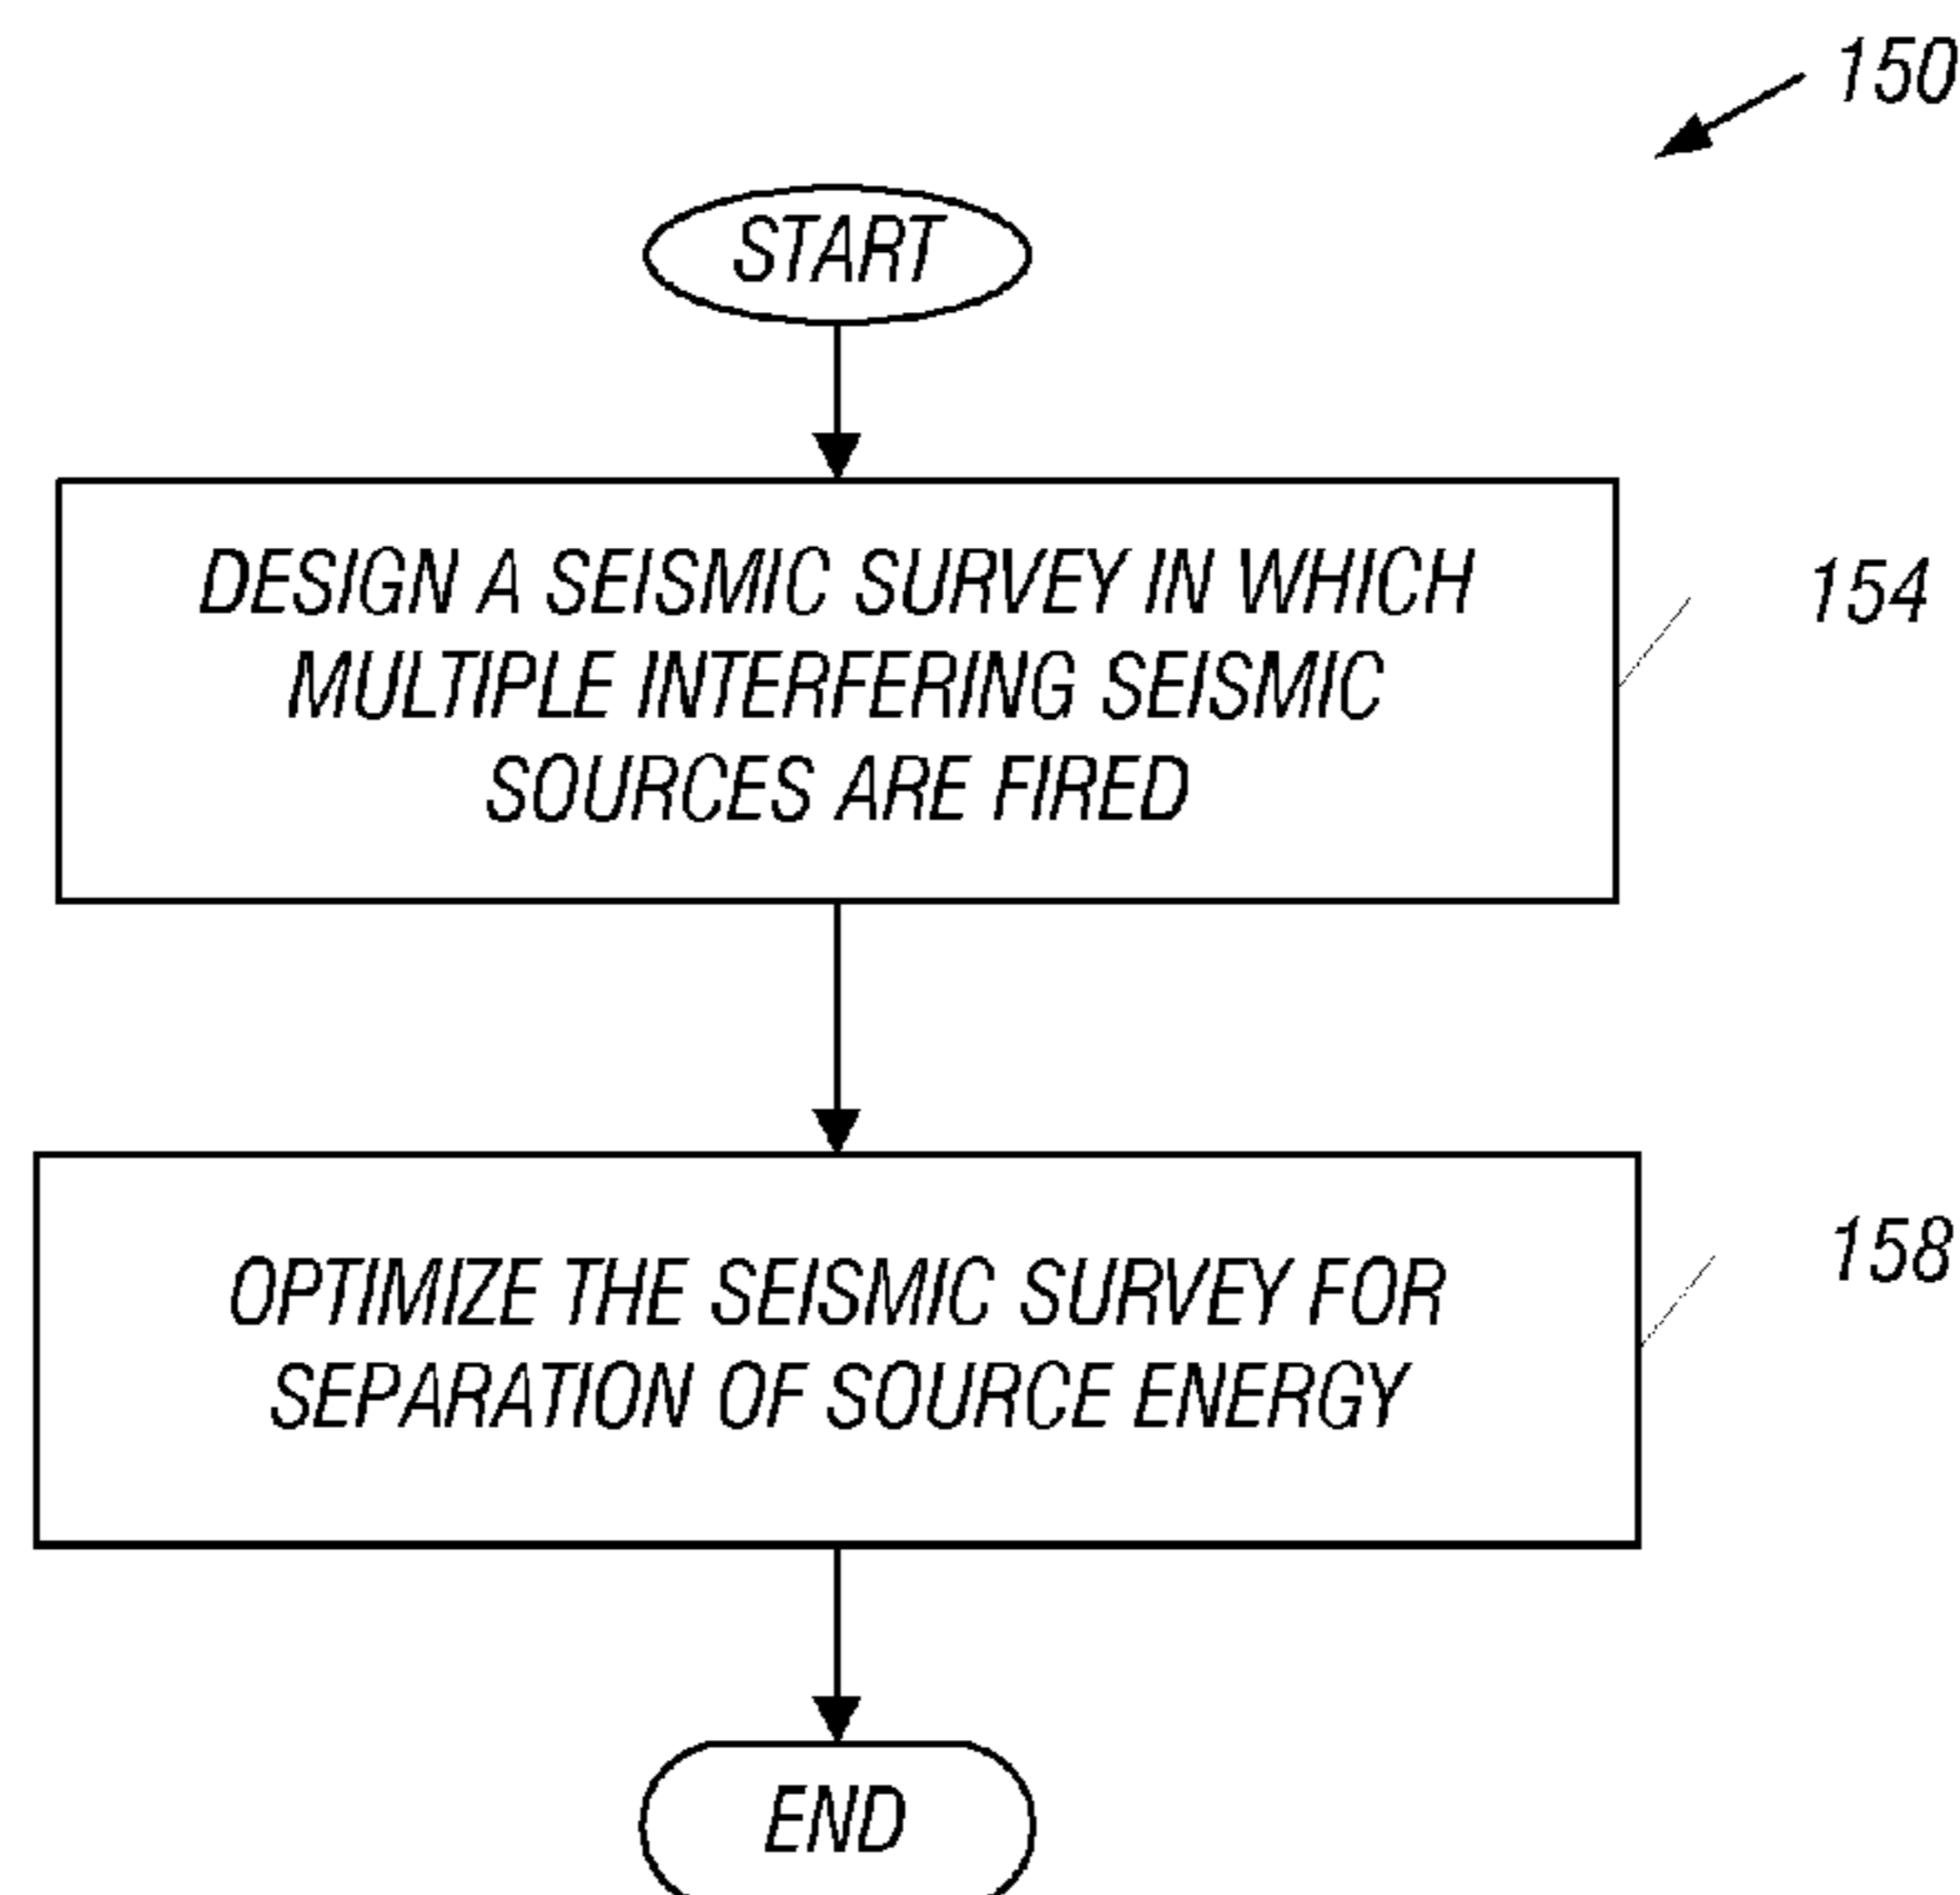 150
START
DESIGN A SEISMIC SURVEY IN WHICH
MULTIPLE INTERFERING SEISMIC
SOURCES ARE FIRED
154
OPTIMIZE THE SEISMIC SURVEY FOR
SEPARATION OF SOURCE ENERGY
158
END